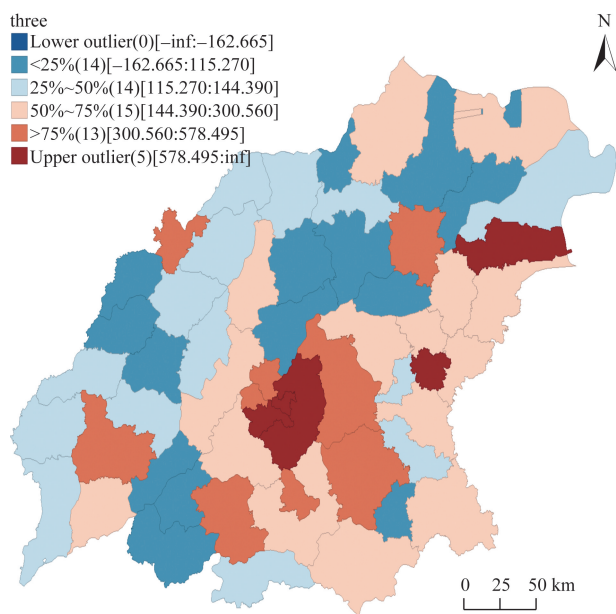 three
Lower outlier(0)[–inf:–162.665]
<25%(14)[–162.665:115.270]
25%~50%(14)[115.270:144.390]
50%~75%(15)[144.390:300.560]
>75%(13)[300.560:578.495]
Upper outlier(5)[578.495:inf]
N
0 25 50 km